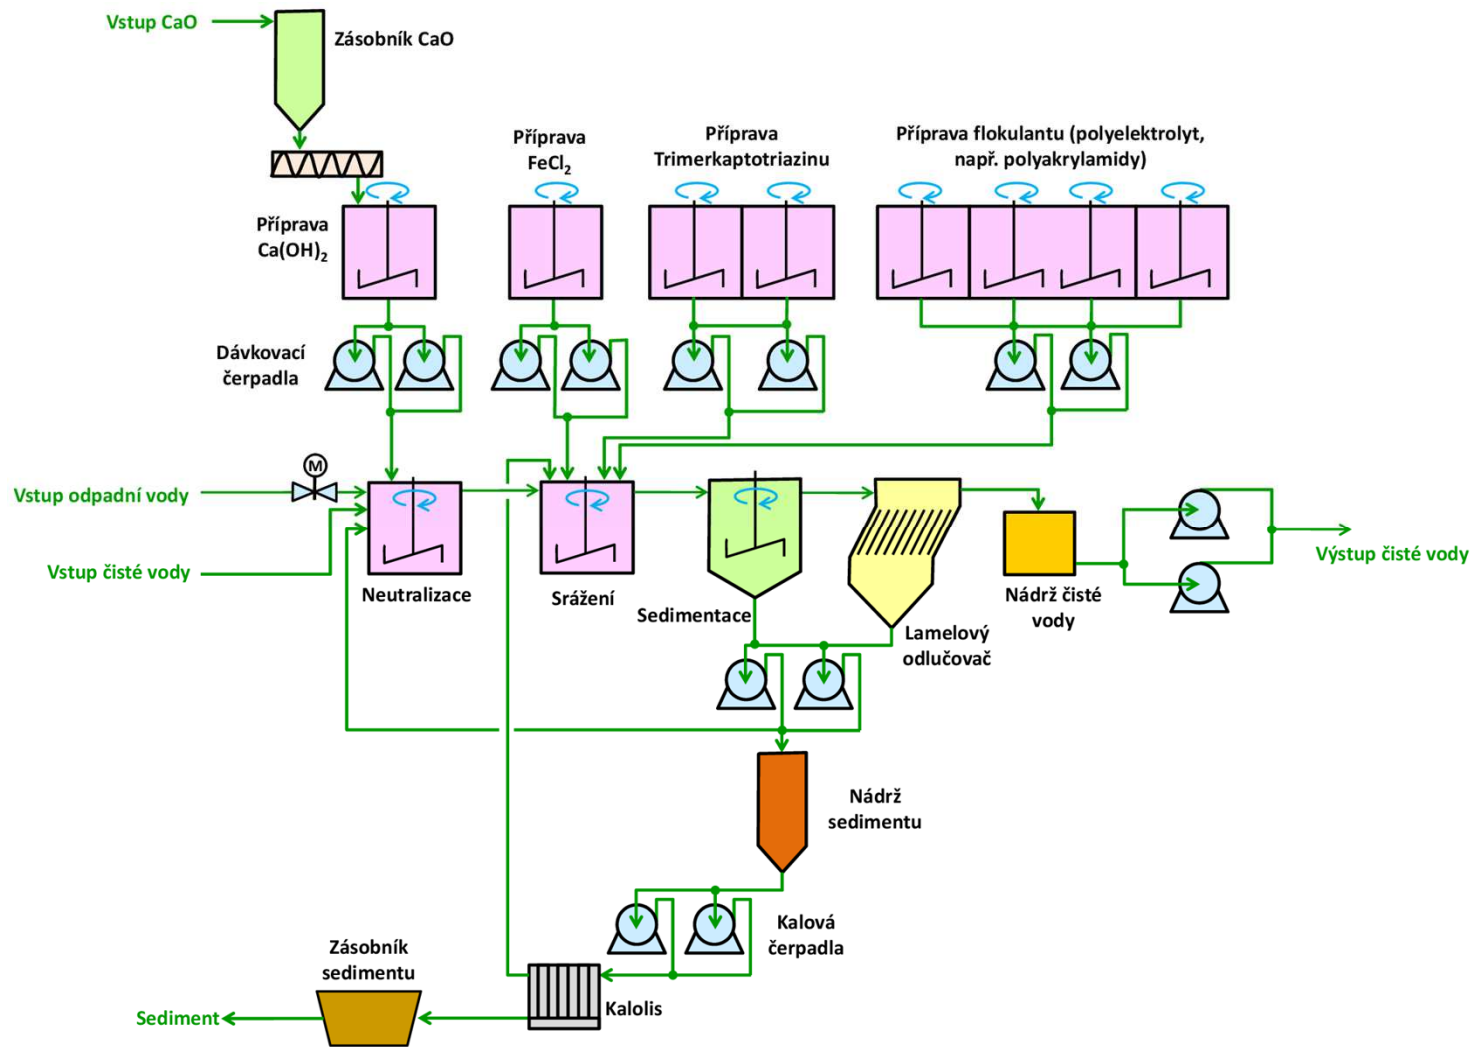 Vstup CaO
Zásobník CaO
Příprava
FeCl₂
Příprava
Trimerkaptotriazinu
Příprava flokulantu (polyelektrolyt,
např. polyakrylamidy)
Příprava
Ca(OH)₂
Dávkovací
čerpadla
M
Vstup odpadní vody
Vstup čisté vody
Neutralizace
Srážení
Sedimentace
Lamelový
odlučovač
Nádrž čisté
vody
Výstup čisté vody
Nádrž
sedimentu
Kalová
čerpadla
Zásobník
sedimentu
Kalolis
Sediment